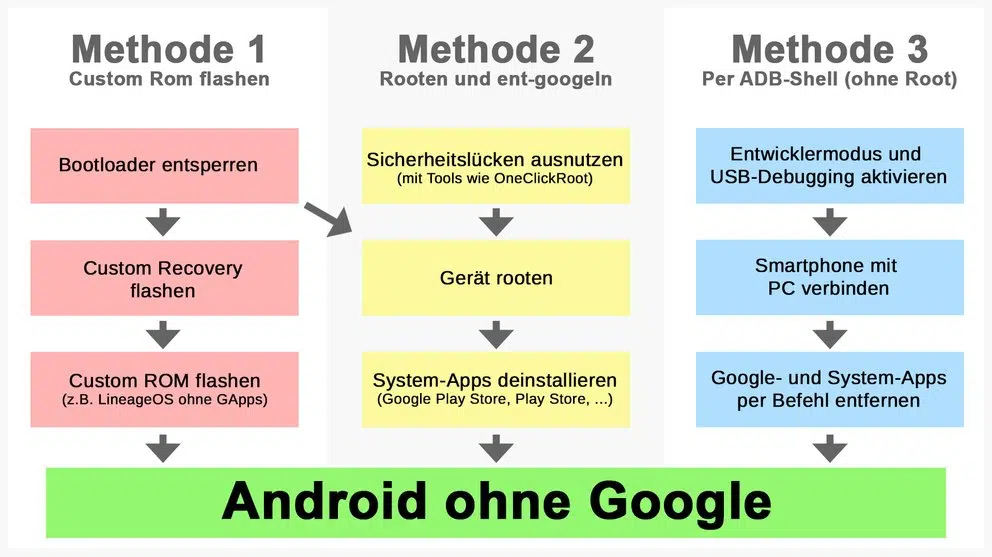 Methode 1
Custom Rom flashen
Bootloader entsperren
Custom Recovery
flashen
Custom ROM flashen
(z.B. LineageOS ohne GApps)
Methode 2
Rooten und ent-googeln
Sicherheitslücken ausnutzen
(mit Tools wie OneClickRoot)
Gerät rooten
System-Apps deinstallieren
(Google Play Store, Play Store, ...)
Methode 3
Per ADB-Shell (ohne Root)
Entwicklermodus und
USB-Debugging aktivieren
Smartphone mit
PC verbinden
Google- und System-Apps
per Befehl entfernen
Android ohne Google